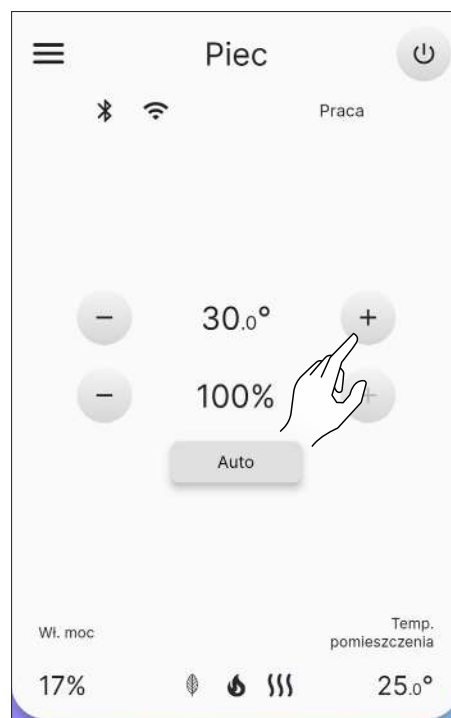 Piec
Praca
− 30.0° +
− 100% +
Auto
Wł. moc
Temp.
pomieszczenia
17%
25.0°